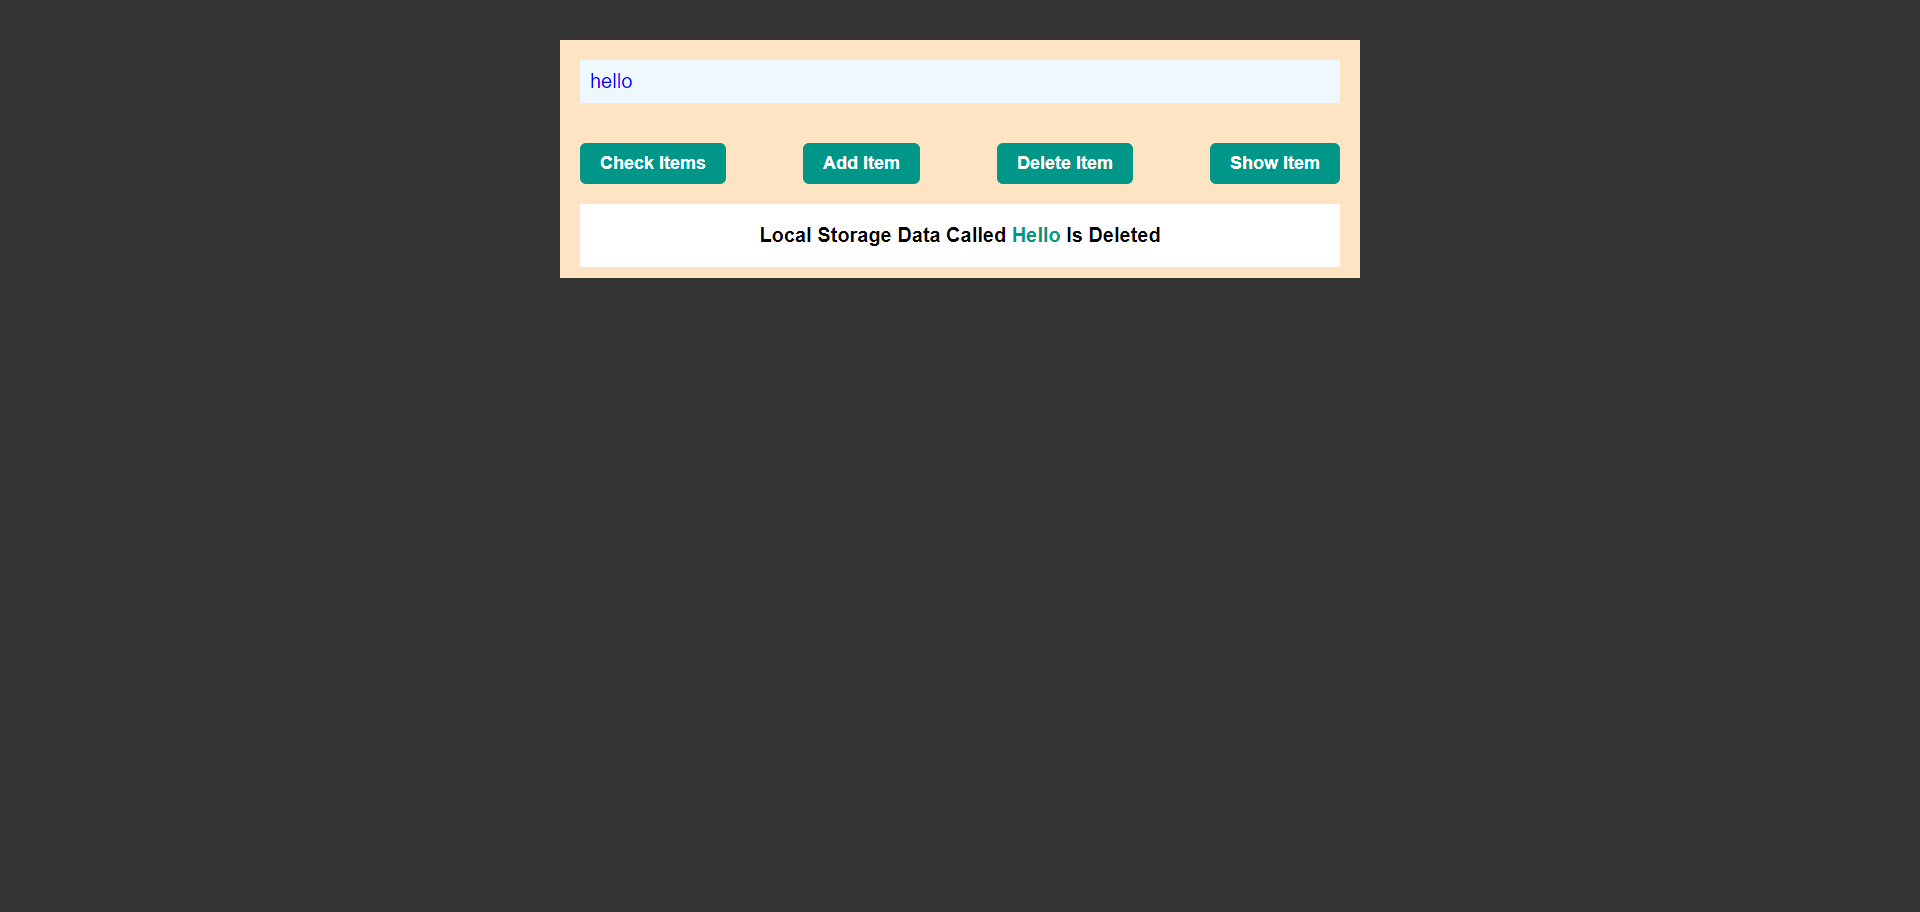 hello
Check Items
Add Item
Delete Item
Show Item
Local Storage Data Called Hello Is Deleted